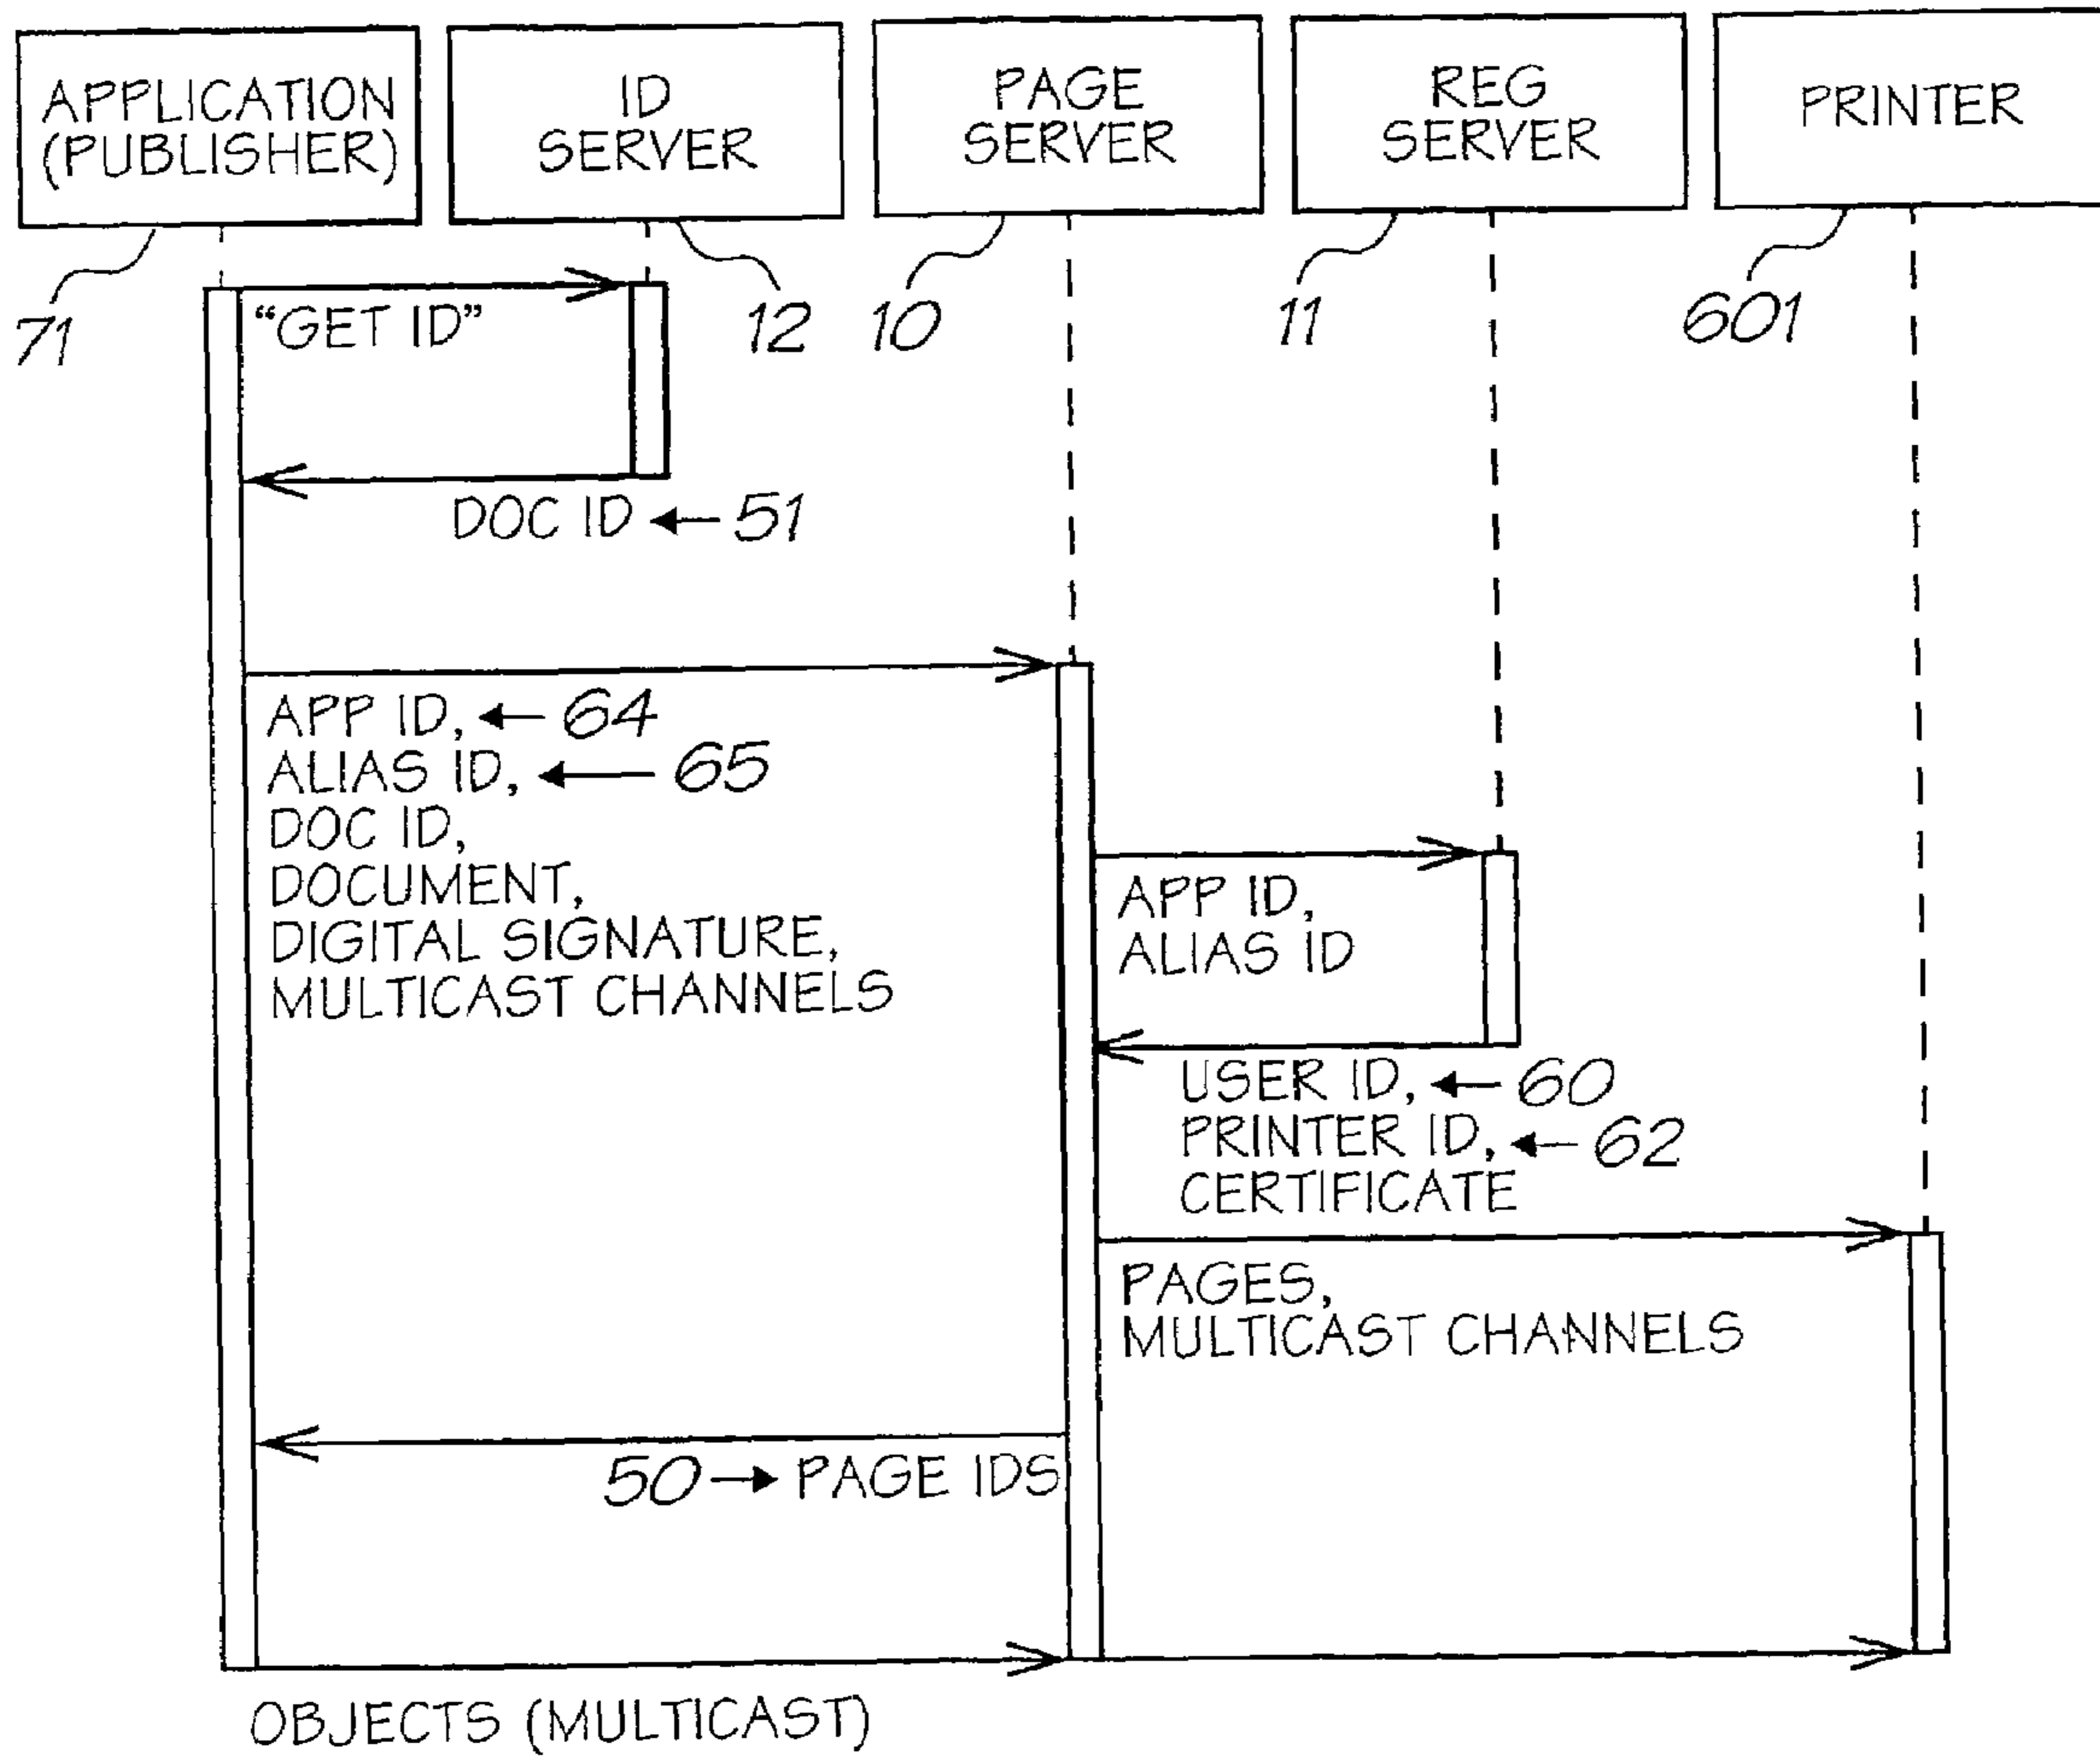 APPLICATION
(PUBLISHER)
ID
SERVER
PAGE
SERVER
REG
SERVER
PRINTER
71
12
10
11
601
“GET ID”
DOC ID
51
APP ID,
64
ALIAS ID,
65
DOC ID,
DOCUMENT,
DIGITAL SIGNATURE,
MULTICAST CHANNELS
APP ID,
ALIAS ID
USER ID,
60
PRINTER ID,
62
CERTIFICATE
PAGES,
MULTICAST CHANNELS
50
PAGE IDS
OBJECTS (MULTICAST)